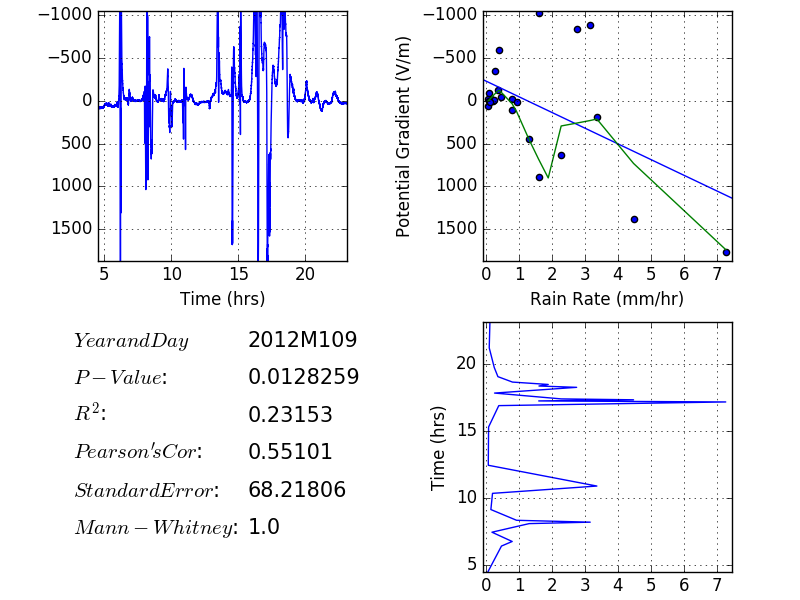 −1000
−500
0
500
1000
1500
5 10 15 20
Time (hrs)
−1000
−500
0
500
1000
1500
Potential Gradient (V/m)
0 1 2 3 4 5 6 7
Rain Rate (mm/hr)
YearandDay 2012M109
P−Value: 0.0128259
R²: 0.23153
Pearson'sCor: 0.55101
StandardError: 68.21806
Mann−Whitney: 1.0
20
15
10
5
Time (hrs)
0 1 2 3 4 5 6 7